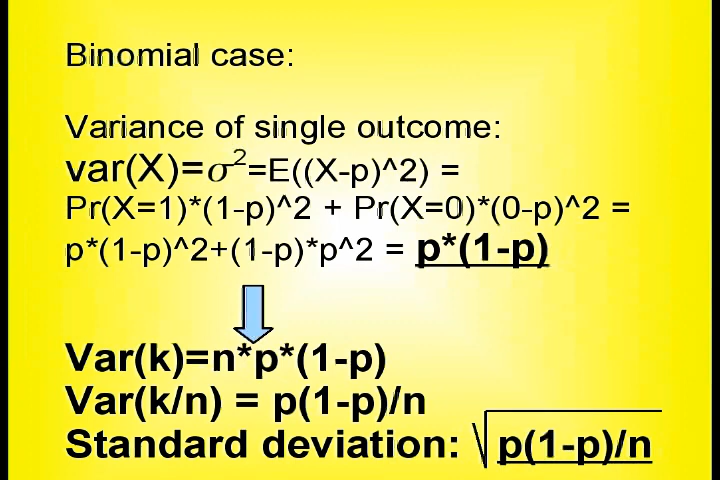 Binomial case:
Variance of single outcome:
var(X)=σ²=E((X-p)^2) =
Pr(X=1)*(1-p)^2 + Pr(X=0)*(0-p)^2 =
p*(1-p)^2+(1-p)*p^2 = p*(1-p)
Var(k)=n*p*(1-p)
Var(k/n) = p(1-p)/n
Standard deviation: √p(1-p)/n